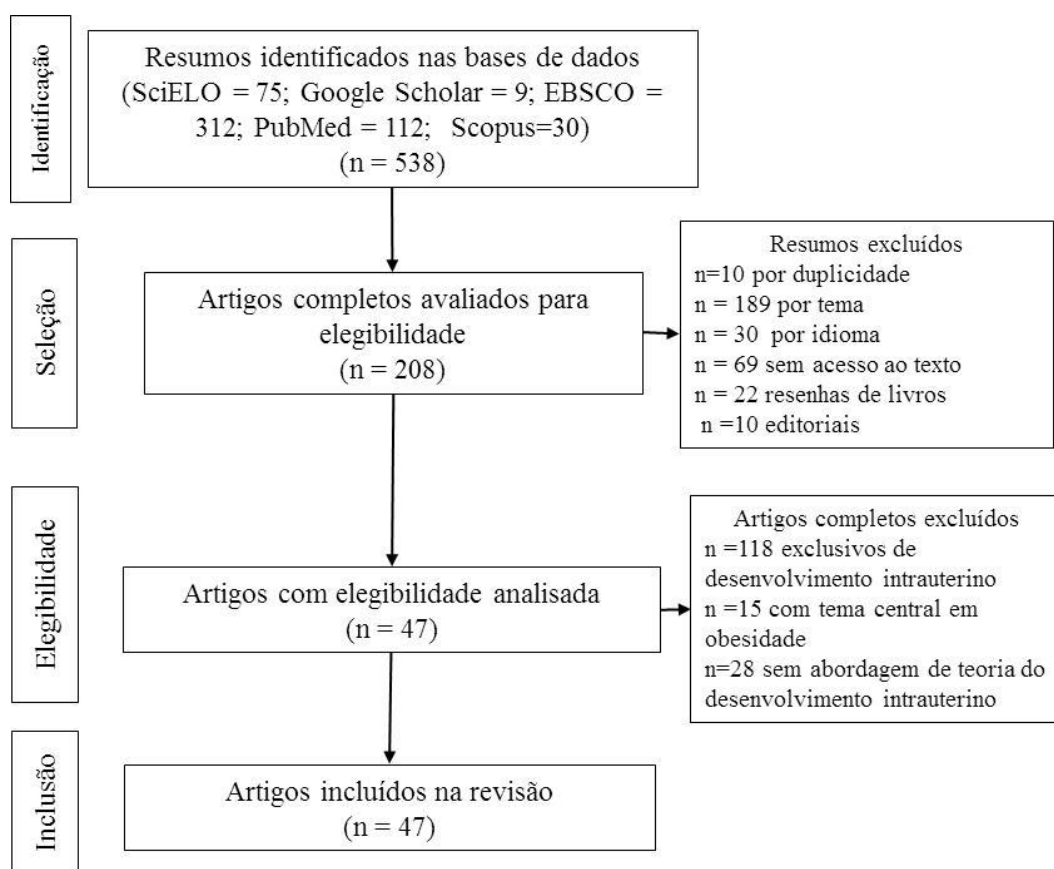 Identificação
Resumos identificados nas bases de dados
(SciELO = 75; Google Scholar = 9; EBSCO =
312; PubMed = 112;  Scopus=30)
(n = 538)
Seleção
Artigos completos avaliados para
elegibilidade
(n = 208)
Resumos excluídos
n=10 por duplicidade
n = 189 por tema
n = 30  por idioma
n = 69 sem acesso ao texto
n = 22 resenhas de livros
n =10 editoriais
Elegibilidade
Artigos com elegibilidade analisada
(n = 47)
Artigos completos excluídos
n =118 exclusivos de
desenvolvimento intrauterino
n =15 com tema central em
obesidade
n=28 sem abordagem de teoria do
desenvolvimento intrauterino
Inclusão
Artigos incluídos na revisão
(n = 47)